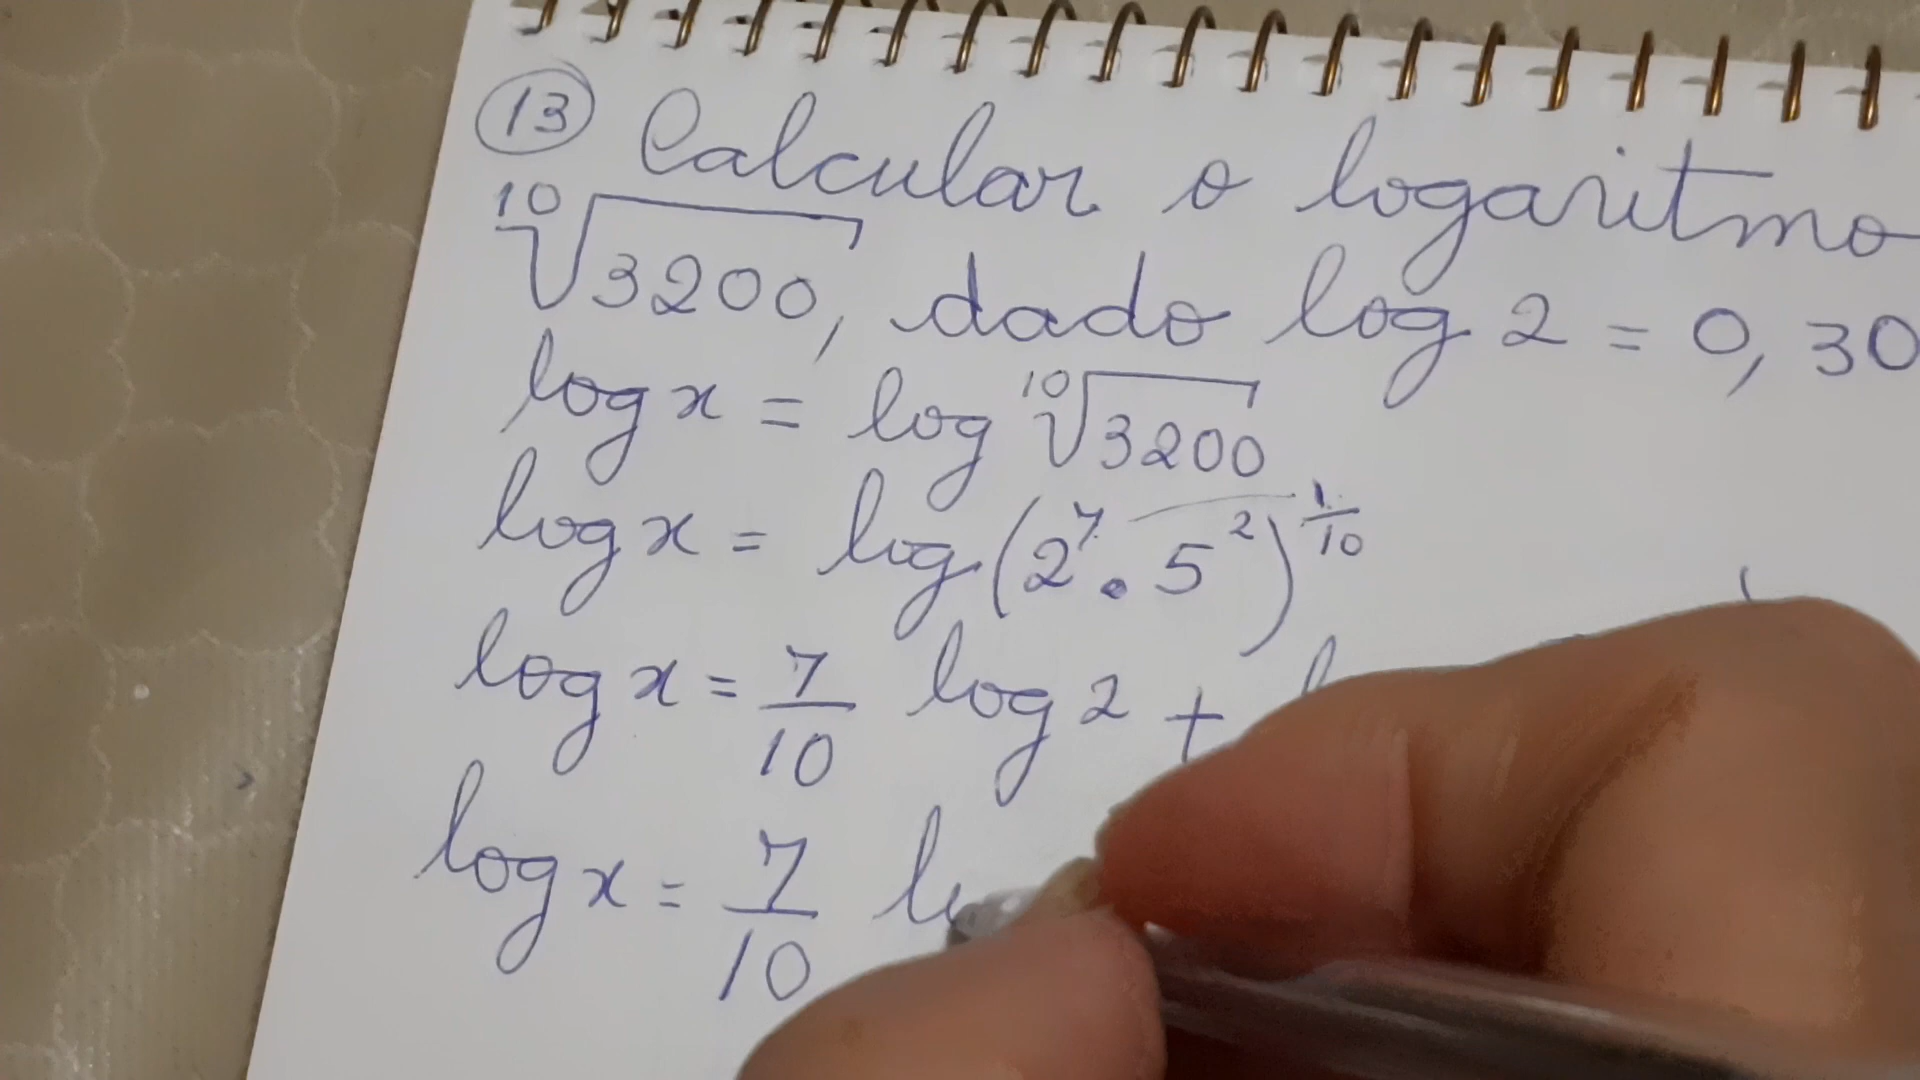 13 Calcular o logaritmo
¹⁰√3200, dado log 2 = 0,30
log x = log ¹⁰√3200
log x = log (2⁷ . 5²)^1/10
log x = 7/10 log 2 +
log x = 7/10